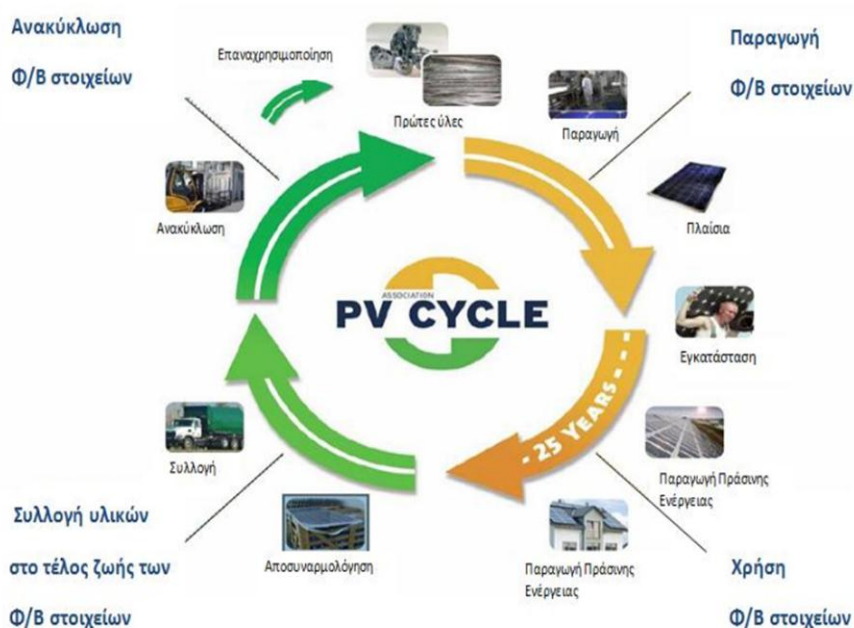 Ανακύκλωση
Φ/Β στοιχείων
Επαναχρησιμοποίηση
Πρώτες ύλες
Παραγωγή
Παραγωγή
Φ/Β στοιχείων
Πλαίσια
Ανακύκλωση
ASSOCIATION
PV CYCLE
Εγκατάσταση
25 YEARS
Συλλογή
Παραγωγή Πράσινης
Ενέργειας
Συλλογή υλικών
στο τέλος ζωής των
Φ/Β στοιχείων
Αποσυναρμολόγηση
Παραγωγή Πράσινης
Ενέργειας
Χρήση
Φ/Β στοιχείων